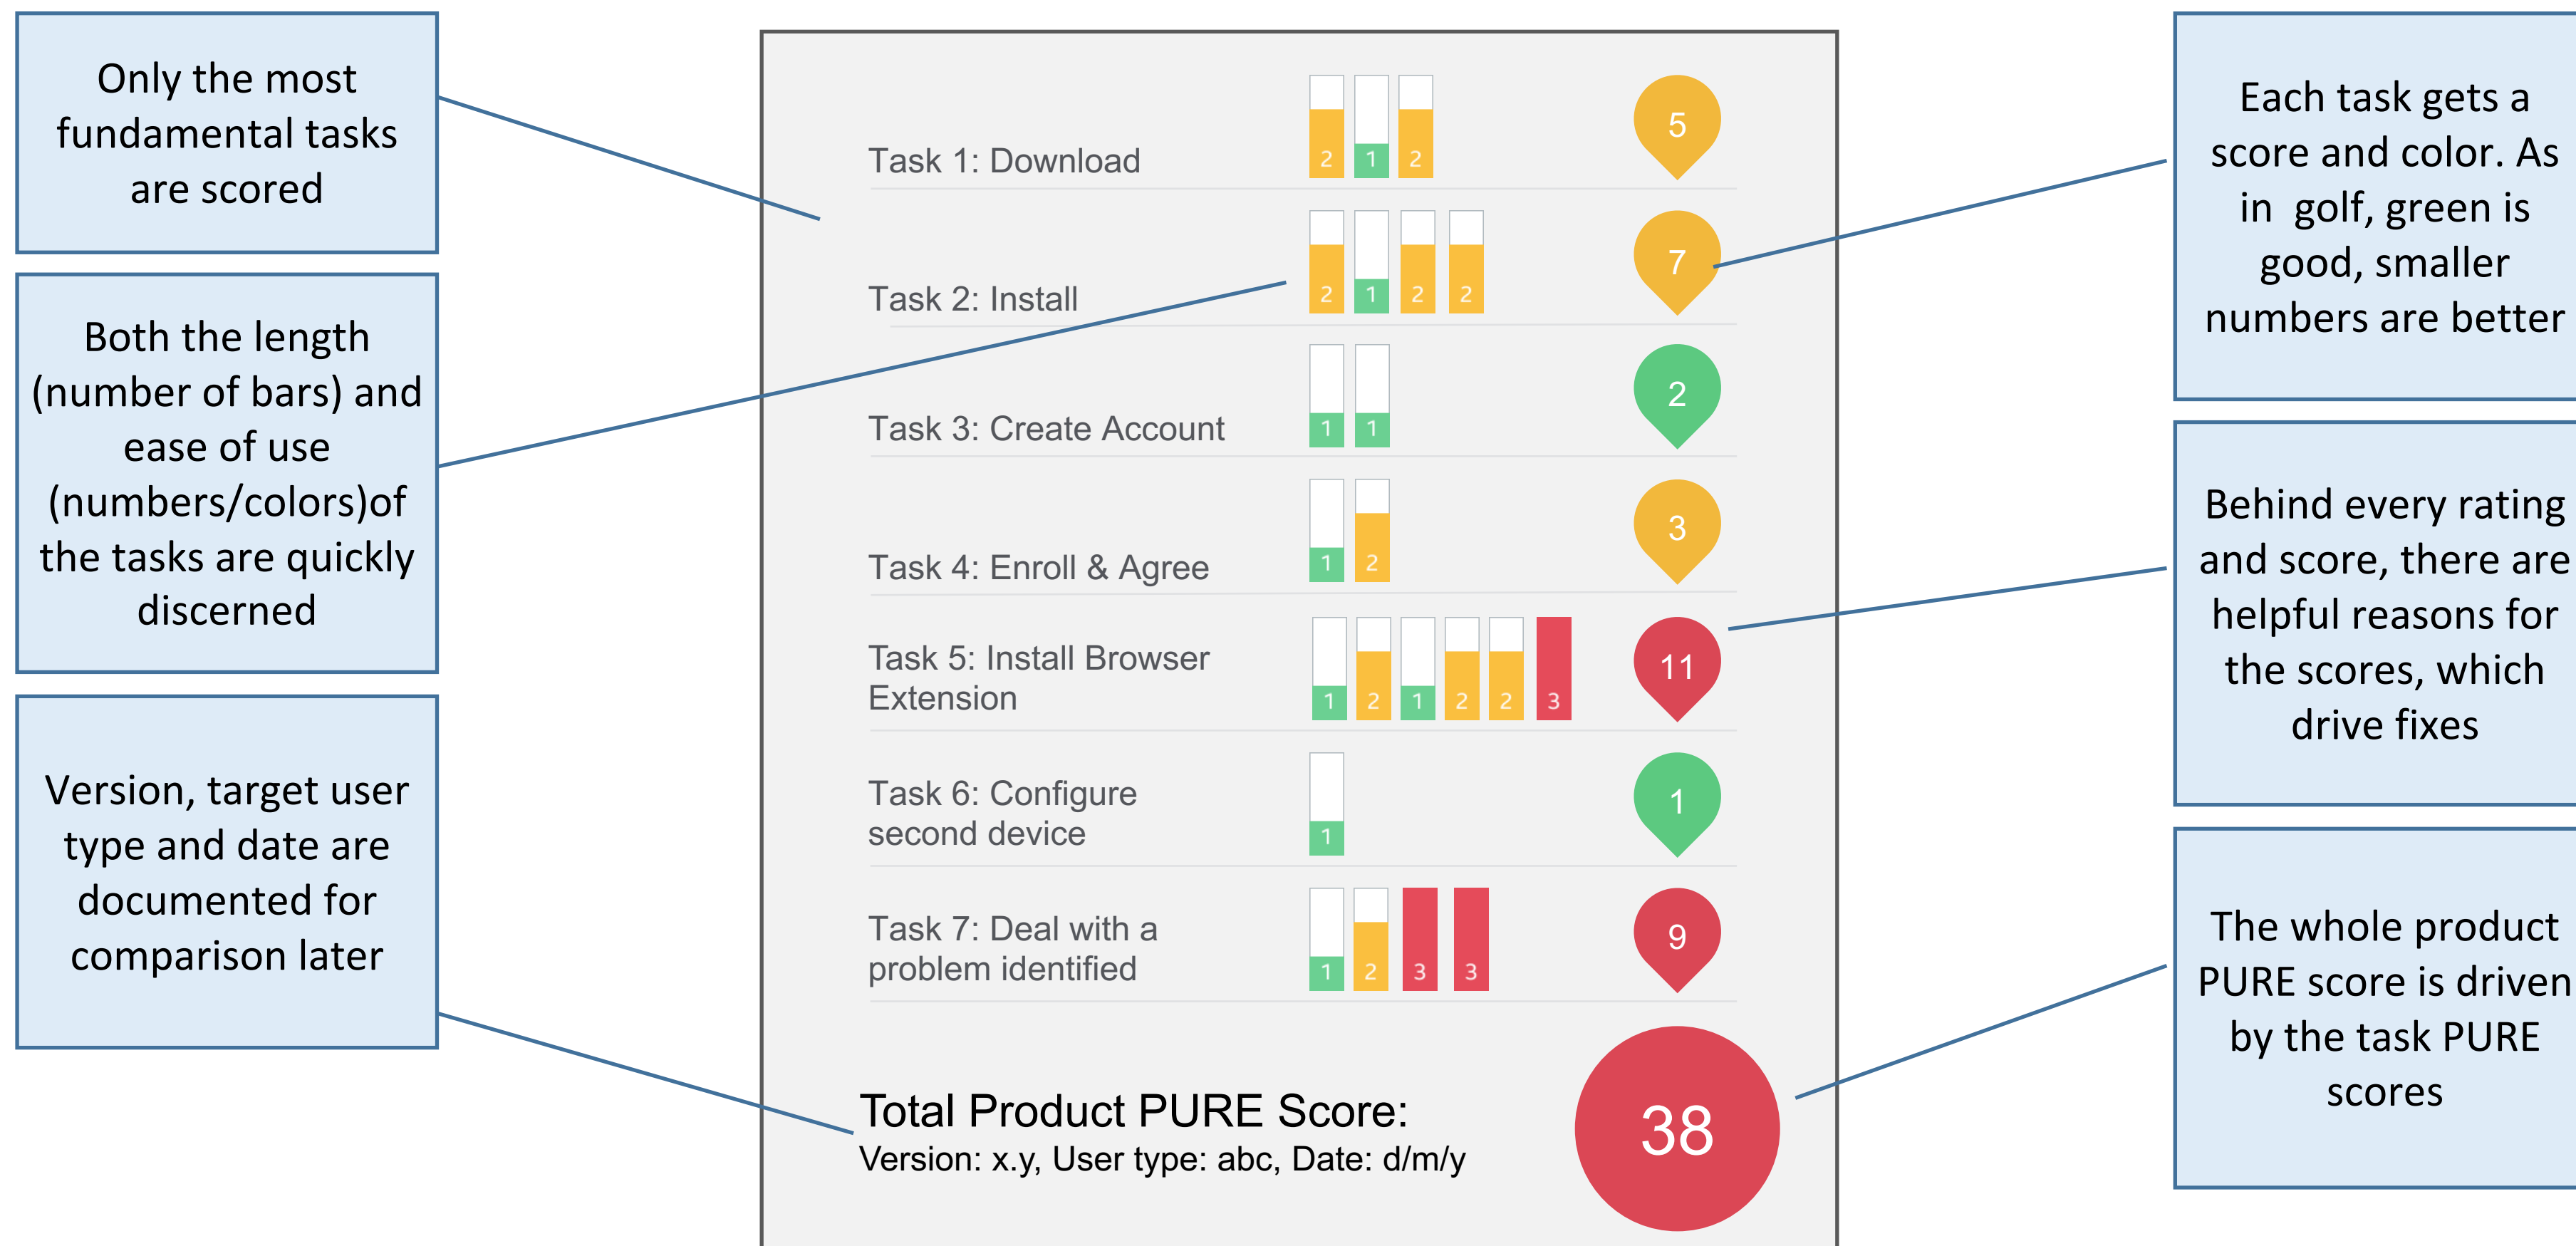 Only the most
fundamental tasks
are scored
Both the length
(number of bars) and
ease of use
(numbers/colors)of
the tasks are quickly
discerned
Version, target user
type and date are
documented for
comparison later
Task 1: Download
2 1 2
5
Task 2: Install
2 1 2 2
7
Task 3: Create Account
1 1
2
Task 4: Enroll & Agree
1 2
3
Task 5: Install Browser
Extension
1 2 1 2 2 3
11
Task 6: Configure
second device
1
1
Task 7: Deal with a
problem identified
1 2 3 3
9
Total Product PURE Score:
Version: x.y, User type: abc, Date: d/m/y
38
Each task gets a
score and color. As
in golf, green is
good, smaller
numbers are better
Behind every rating
and score, there are
helpful reasons for
the scores, which
drive fixes
The whole product
PURE score is driven
by the task PURE
scores